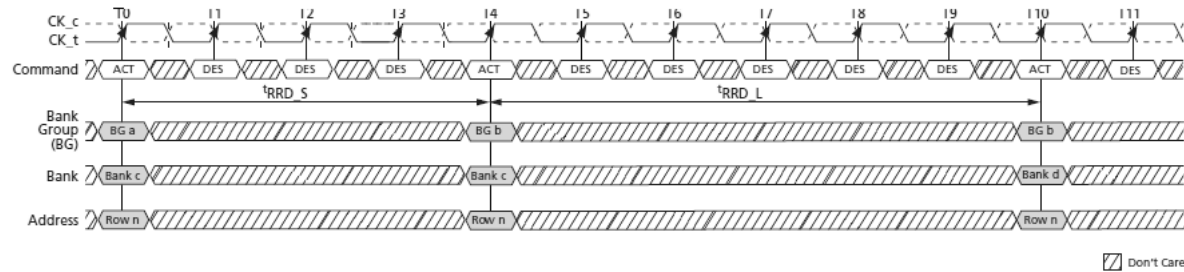 CK_c
CK_t
T0 T1 T2 T3 T4 T5 T6 T7 T8 T9 T10 T11
Command ACT DES DES DES ACT DES DES DES DES DES ACT DES
tRRD_S tRRD_L
Bank
Group
(BG)
BG a BG b BG b
Bank Bank c Bank c Bank d
Address Row n Row n Row n
Don't Care